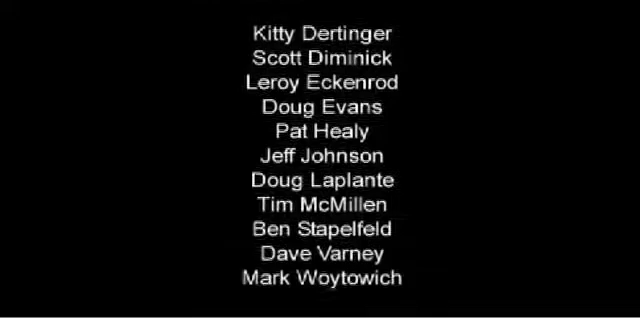 Kitty Dertinger
Scott Diminick
Leroy Eckenrod
Doug Evans
Pat Healy
Jeff Johnson
Doug Laplante
Tim McMillen
Ben Stapelfeld
Dave Varney
Mark Woytowich